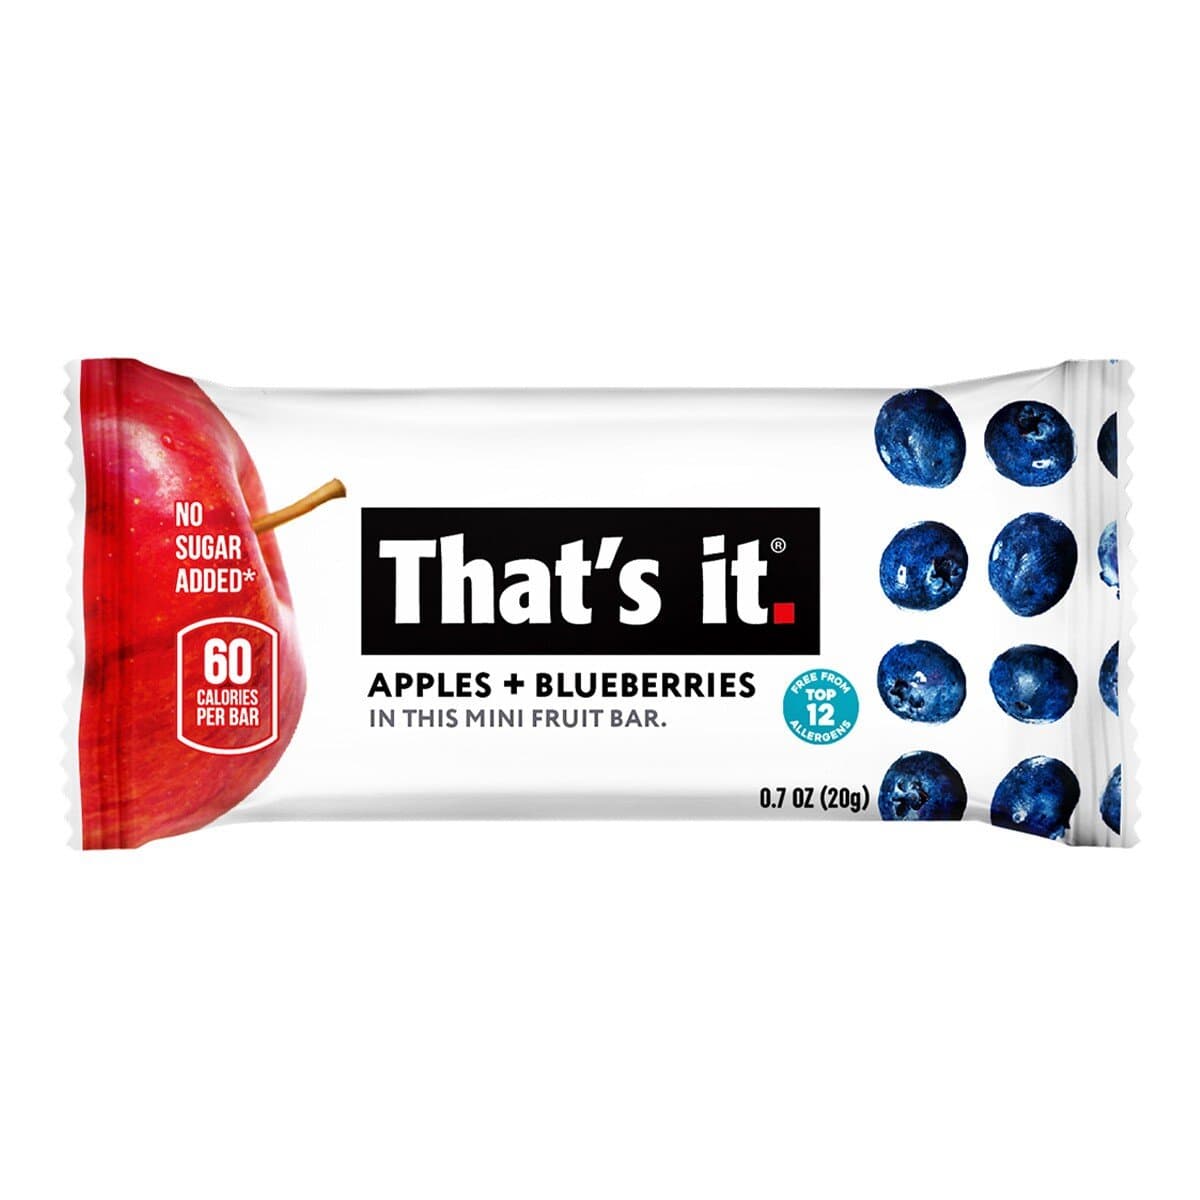 NO
SUGAR
ADDED*
60
CALORIES
PER BAR
That's it.®
APPLES + BLUEBERRIES
IN THIS MINI FRUIT BAR.
FREE FROM
TOP
12
ALLERGENS
0.7 OZ (20g)